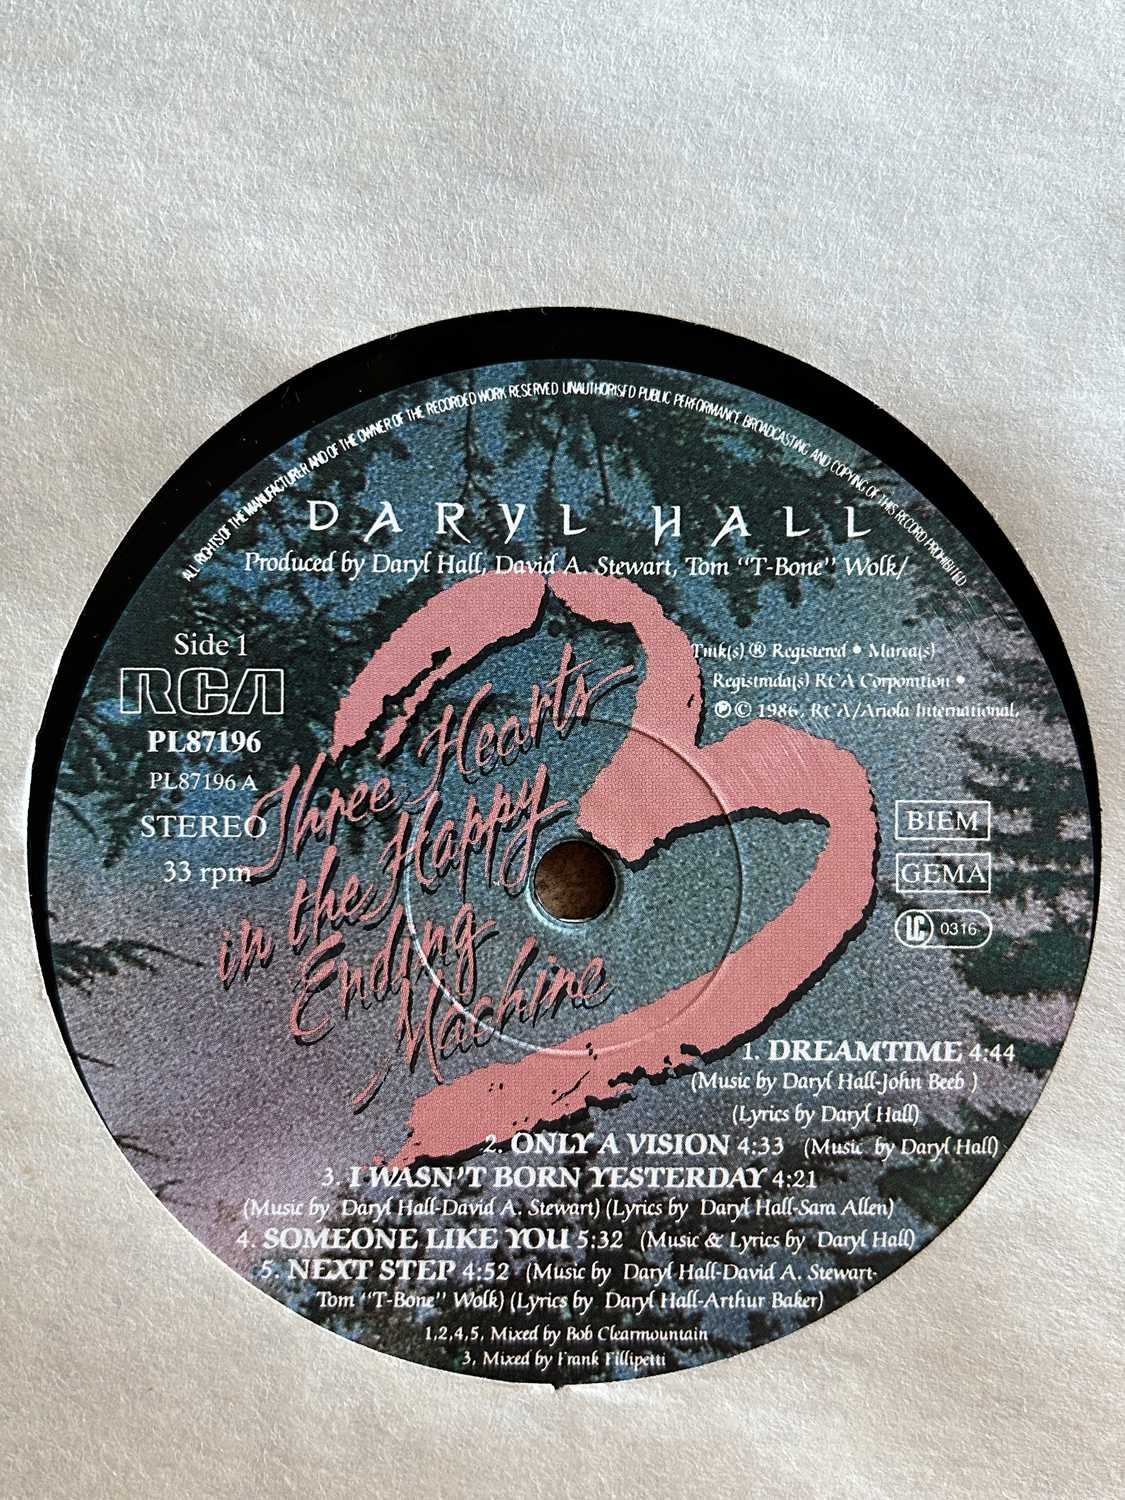 ALL RIGHTS OF THE MANUFACTURER AND OF THE OWNER OF THE RECORDED WORK RESERVED UNAUTHORISED PUBLIC PERFORMANCE BROADCASTING AND COPYING OF THIS RECORD PROHIBITED
DARYL HALL
Produced by Daryl Hall, David A. Stewart, Tom "T-Bone" Wolk/
Side 1
RCA
PL87196
PL87196 A
STEREO
33 rpm
Three Hearts
in the Happy
Ending
Machine
Tmk(s) ® Registered • Marca(s)
Registrada(s) RCA Corporation •
℗ © 1986, RCA/Ariola International.
BIEM
GEMA
LC 0316
1. DREAMTIME 4:44
(Music by Daryl Hall-John Beeb )
(Lyrics by Daryl Hall)
2. ONLY A VISION 4:33 (Music by Daryl Hall)
3. I WASN'T BORN YESTERDAY 4:21
(Music by Daryl Hall-David A. Stewart) (Lyrics by Daryl Hall-Sara Allen)
4. SOMEONE LIKE YOU 5:32 (Music & Lyrics by Daryl Hall)
5. NEXT STEP 4:52 (Music by Daryl Hall-David A. Stewart-
Tom "T-Bone" Wolk) (Lyrics by Daryl Hall-Arthur Baker)
1,2,4,5, Mixed by Bob Clearmountain
3, Mixed by Frank Fillipetti